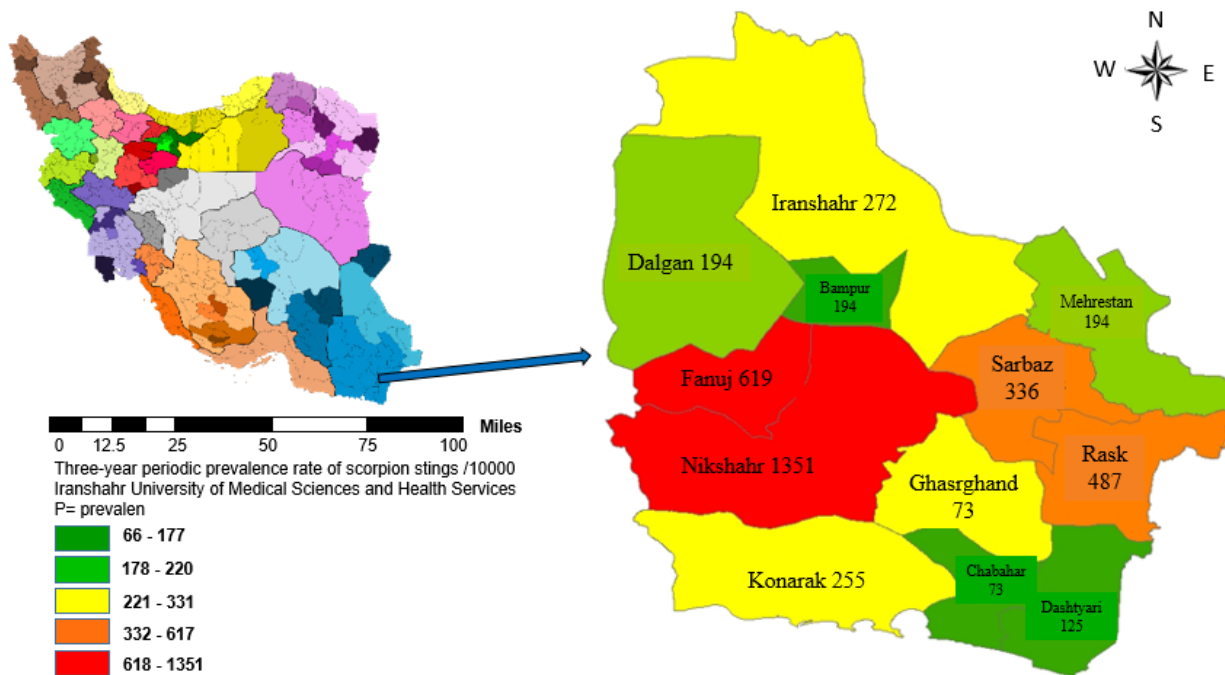 N
W E
S
Iranshahr 272
Dalgan 194
Bampur
194
Mehrestan
194
Fanuj 619
Sarbaz
336
Nikshahr 1351
Rask
487
Ghasrghand
73
Konarak 255
Chabahar
73
Dashtyari
125
0 12.5 25 50 75 100 Miles
Three-year periodic prevalence rate of scorpion stings /10000
Iranshahr University of Medical Sciences and Health Services
P= prevalen
66 - 177
178 - 220
221 - 331
332 - 617
618 - 1351